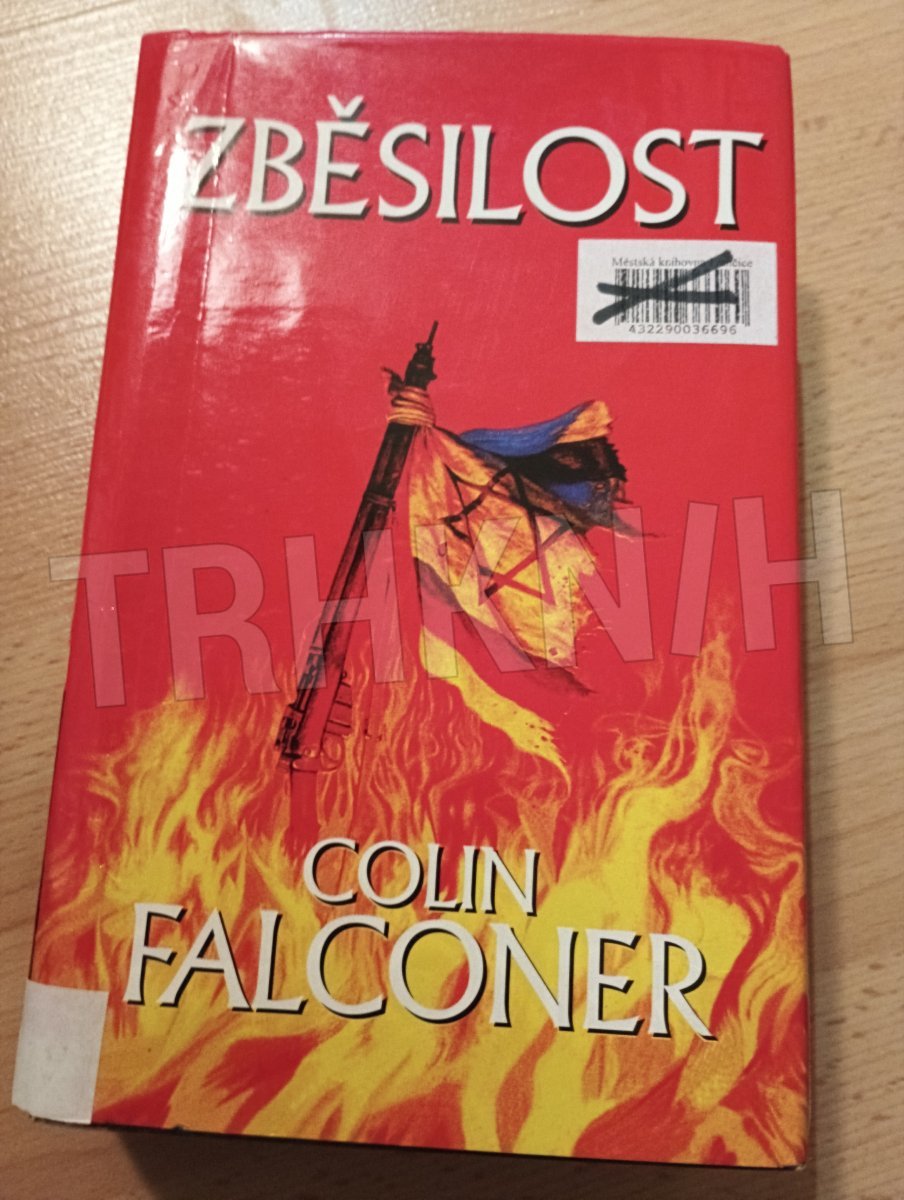 ZBĚSILOST
Městská knihovna
432290036696
TRHKNIH
COLIN
FALCONER